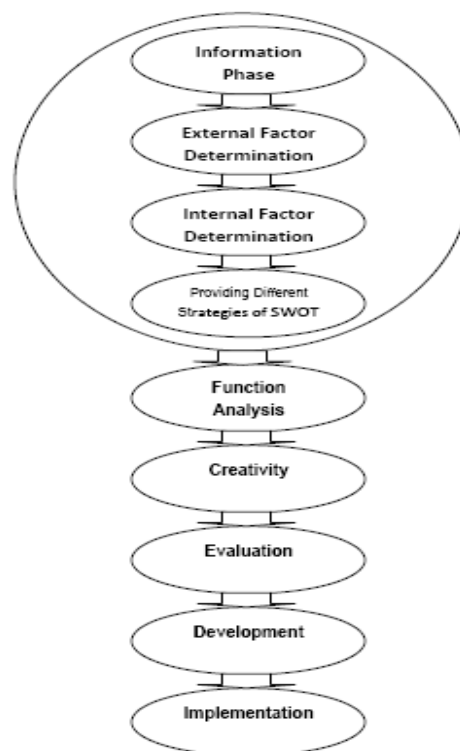 Information
Phase
External Factor
Determination
Internal Factor
Determination
Providing Different
Strategies of SWOT
Function
Analysis
Creativity
Evaluation
Development
Implementation